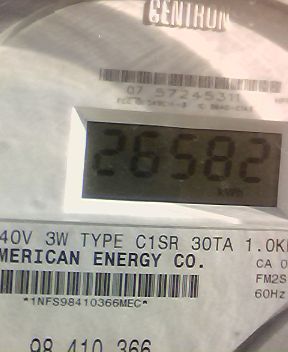 CENTRON
07 57245311
26582
kWh
40V 3W TYPE C1SR 30TA 1.0K
MERICAN ENERGY CO.
CA 0
FM2S
60Hz
*1NFS98410366MEC*
98 410 366